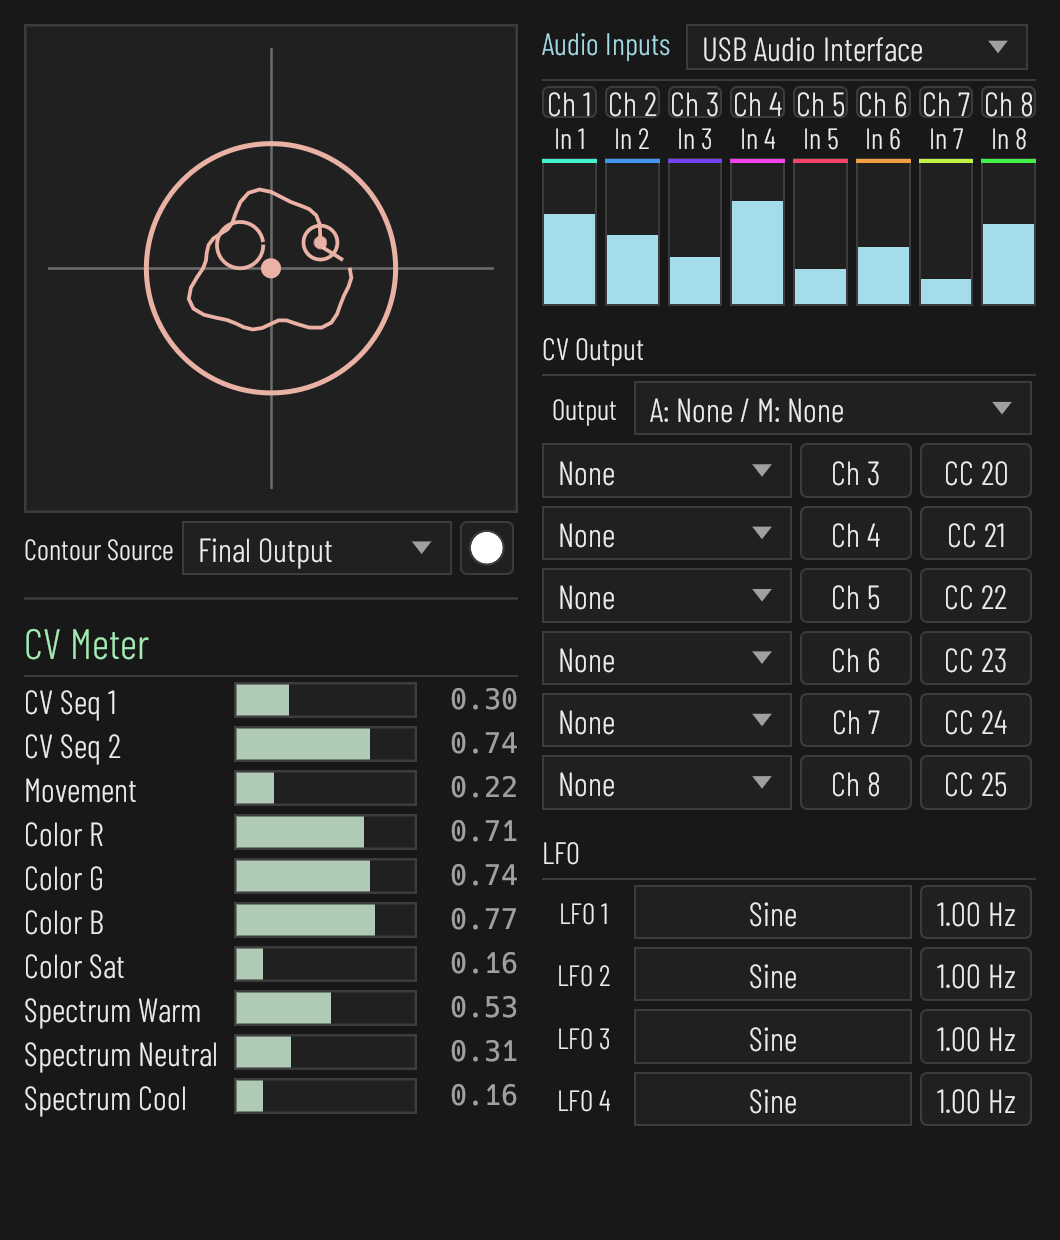 Audio Inputs USB Audio Interface
Ch 1 Ch 2 Ch 3 Ch 4 Ch 5 Ch 6 Ch 7 Ch 8
In 1 In 2 In 3 In 4 In 5 In 6 In 7 In 8
CV Output
Output A: None / M: None
None Ch 3 CC 20
None Ch 4 CC 21
None Ch 5 CC 22
None Ch 6 CC 23
None Ch 7 CC 24
None Ch 8 CC 25
LFO
LFO 1 Sine 1.00 Hz
LFO 2 Sine 1.00 Hz
LFO 3 Sine 1.00 Hz
LFO 4 Sine 1.00 Hz
Contour Source Final Output
CV Meter
CV Seq 1 0.30
CV Seq 2 0.74
Movement 0.22
Color R 0.71
Color G 0.74
Color B 0.77
Color Sat 0.16
Spectrum Warm 0.53
Spectrum Neutral 0.31
Spectrum Cool 0.16